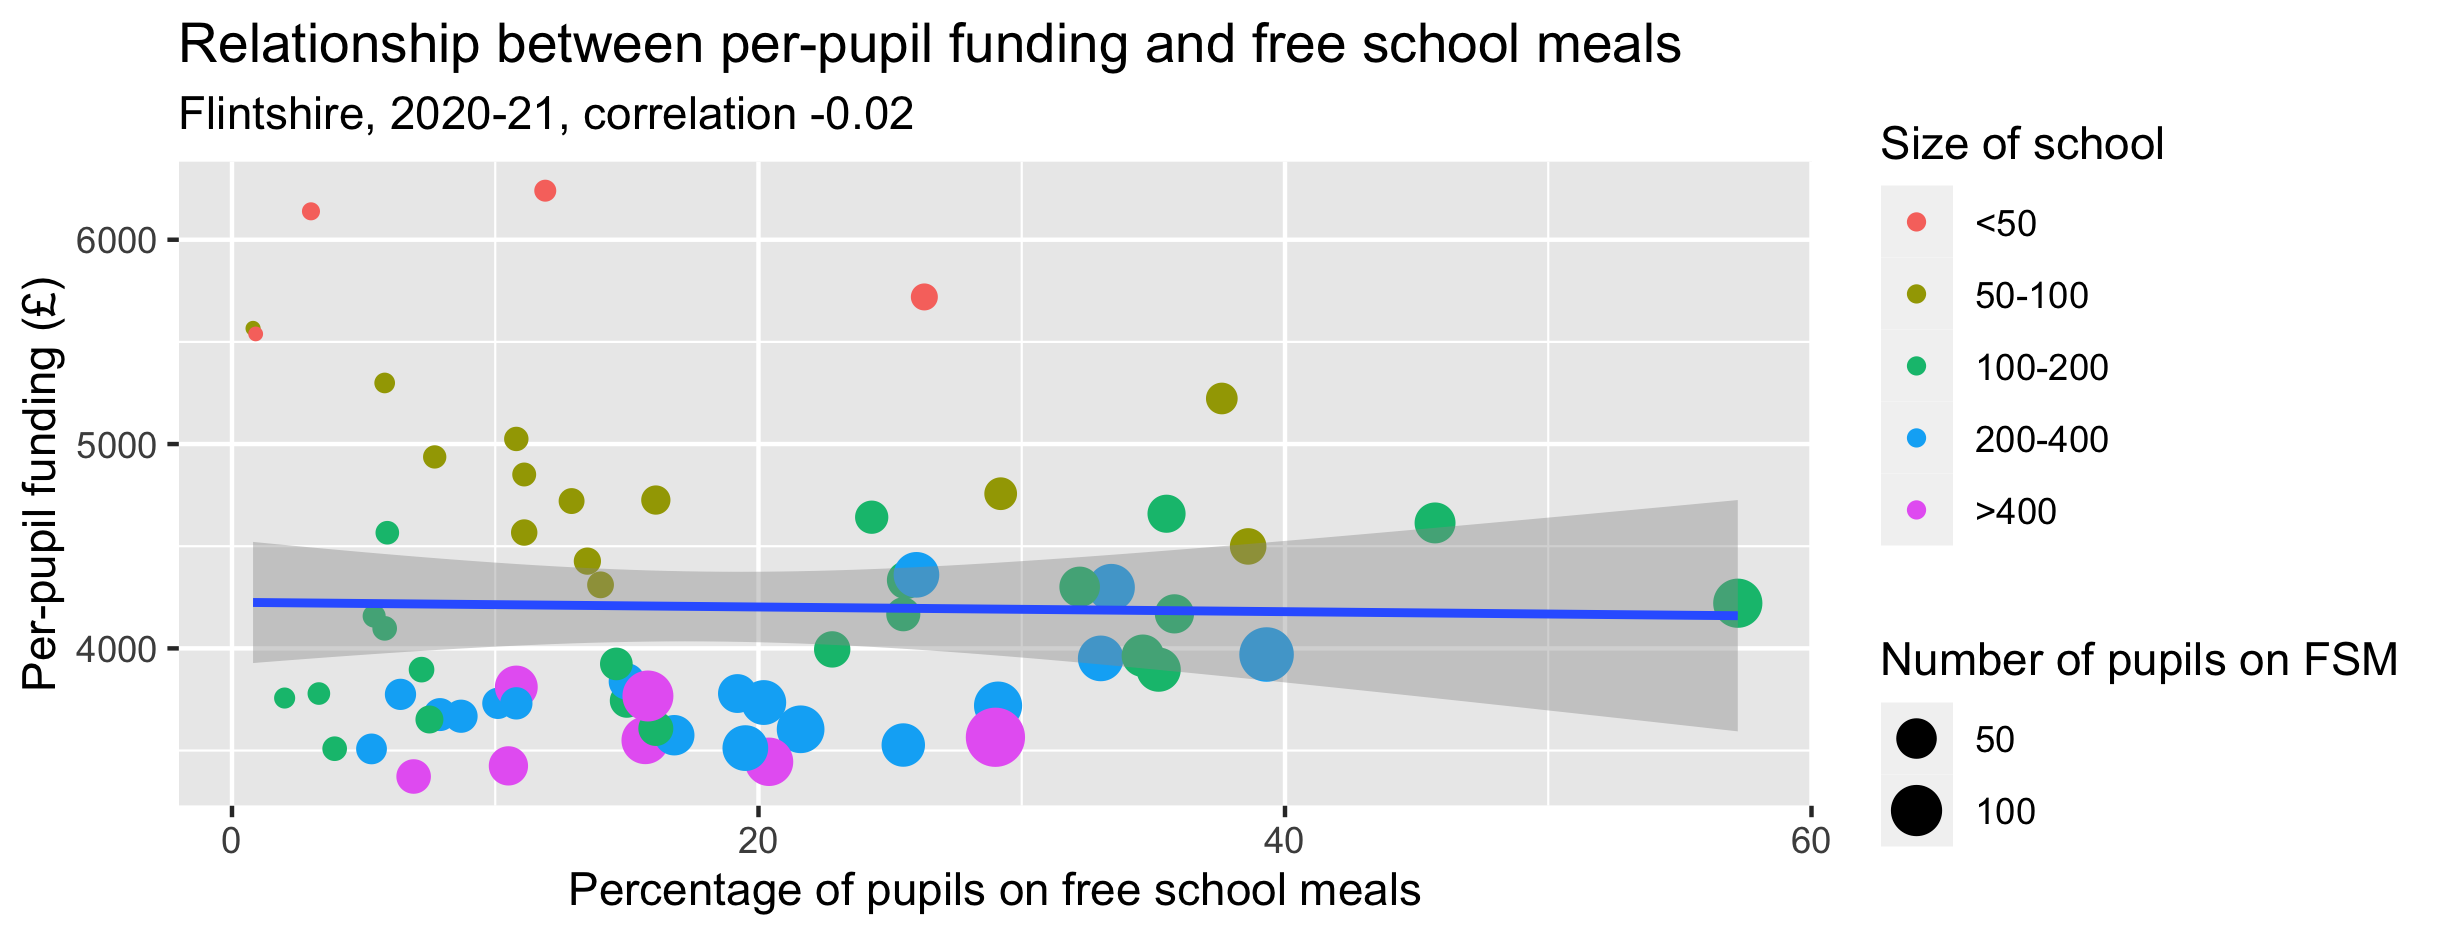 Relationship between per-pupil funding and free school meals
Flintshire, 2020-21, correlation -0.02
Per-pupil funding (£)
6000
5000
4000
0
20
40
60
Percentage of pupils on free school meals
Size of school
<50
50-100
100-200
200-400
>400
Number of pupils on FSM
50
100